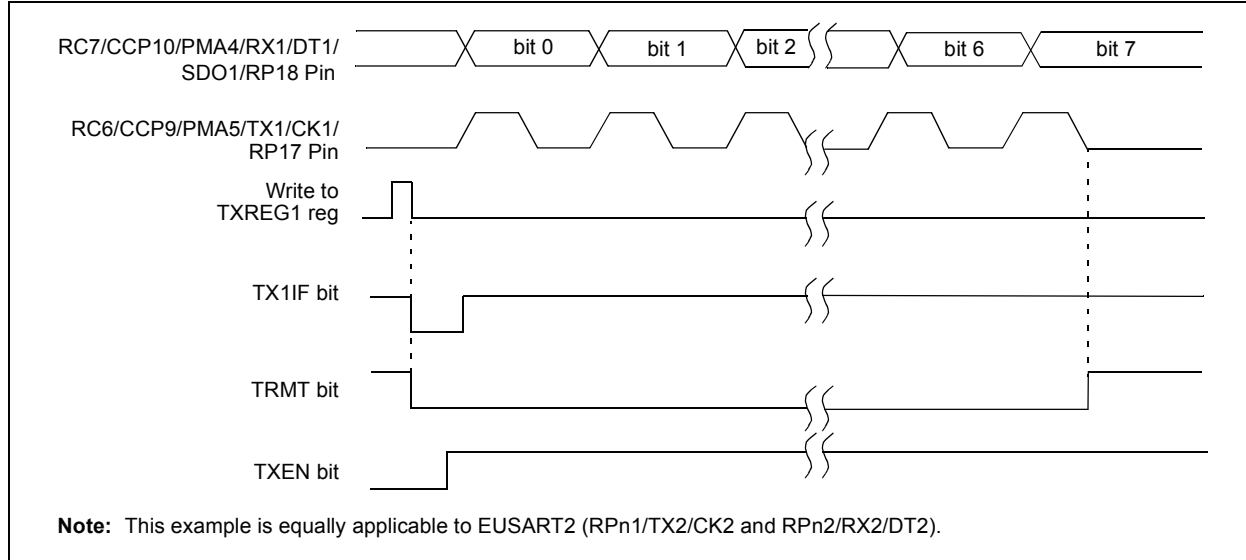 RC7/CCP10/PMA4/RX1/DT1/
SDO1/RP18 Pin
bit 0 bit 1 bit 2 bit 6 bit 7
RC6/CCP9/PMA5/TX1/CK1/
RP17 Pin
Write to
TXREG1 reg
TX1IF bit
TRMT bit
TXEN bit
Note: This example is equally applicable to EUSART2 (RPn1/TX2/CK2 and RPn2/RX2/DT2).